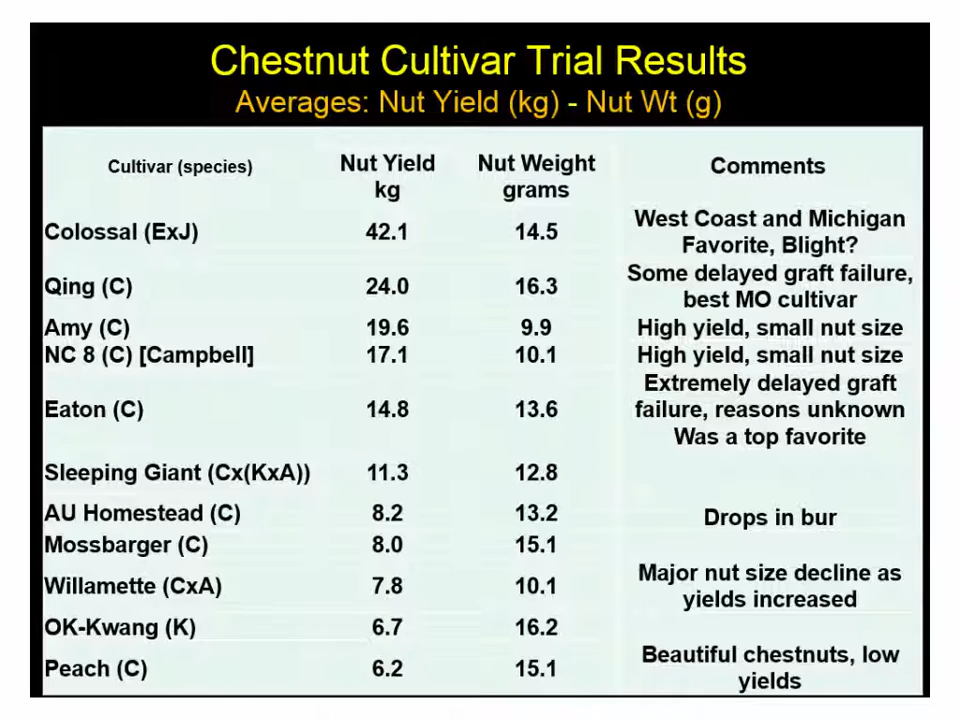 Chestnut Cultivar Trial Results
Averages: Nut Yield (kg) - Nut Wt (g)
Cultivar (species) Nut Yield kg Nut Weight grams Comments
Colossal (ExJ) 42.1 14.5 West Coast and Michigan Favorite, Blight?
Qing (C) 24.0 16.3 Some delayed graft failure, best MO cultivar
Amy (C) 19.6 9.9 High yield, small nut size
NC 8 (C) [Campbell] 17.1 10.1 High yield, small nut size
Eaton (C) 14.8 13.6 Extremely delayed graft failure, reasons unknown Was a top favorite
Sleeping Giant (Cx(KxA)) 11.3 12.8
AU Homestead (C) 8.2 13.2 Drops in bur
Mossbarger (C) 8.0 15.1
Willamette (CxA) 7.8 10.1 Major nut size decline as yields increased
OK-Kwang (K) 6.7 16.2
Peach (C) 6.2 15.1 Beautiful chestnuts, low yields